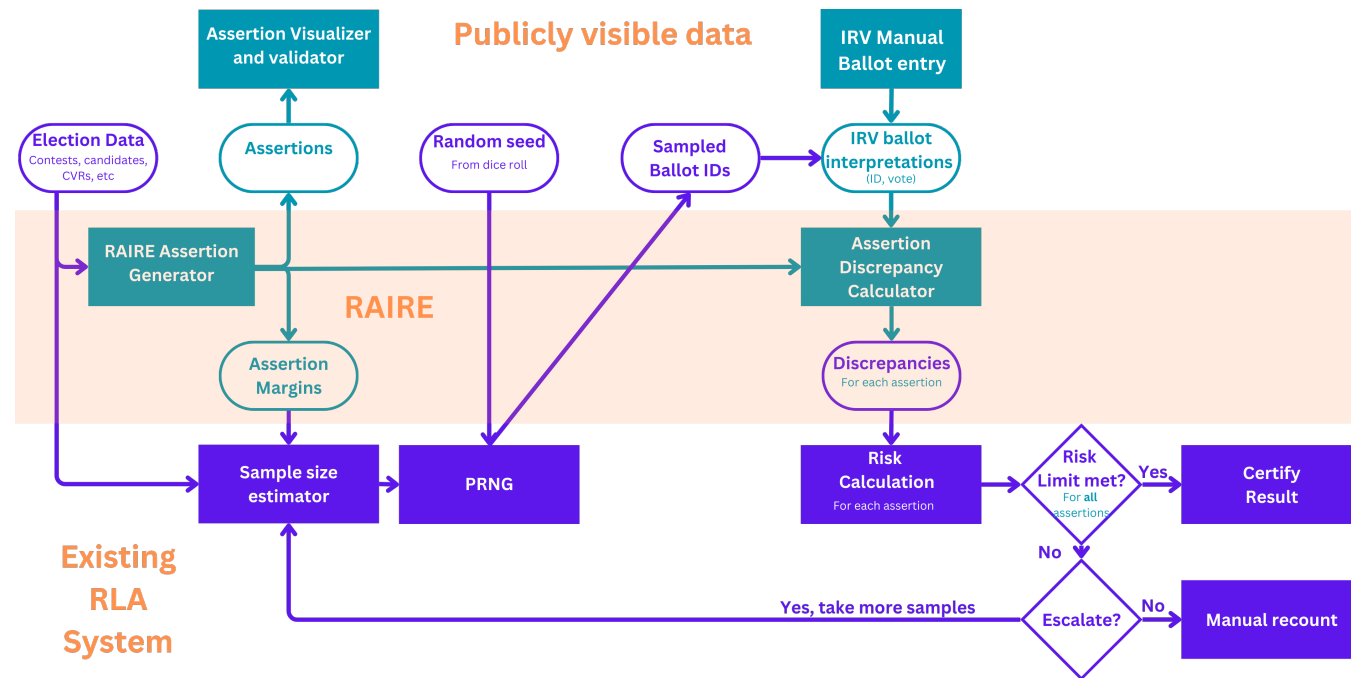 Publicly visible data
Assertion Visualizer
and validator
IRV Manual
Ballot entry
Election Data
Contests, candidates,
CVRs, etc
Assertions
Random seed
From dice roll
Sampled
Ballot IDs
IRV ballot
interpretations
(ID, vote)
RAIRE Assertion
Generator
RAIRE
Assertion
Discrepancy
Calculator
Assertion
Margins
Discrepancies
For each assertion
Sample size
estimator
PRNG
Risk
Calculation
For each assertion
Risk
Limit met?
For all
assertions
Yes
Certify
Result
No
Existing
RLA
System
Yes, take more samples
Escalate?
No
Manual recount